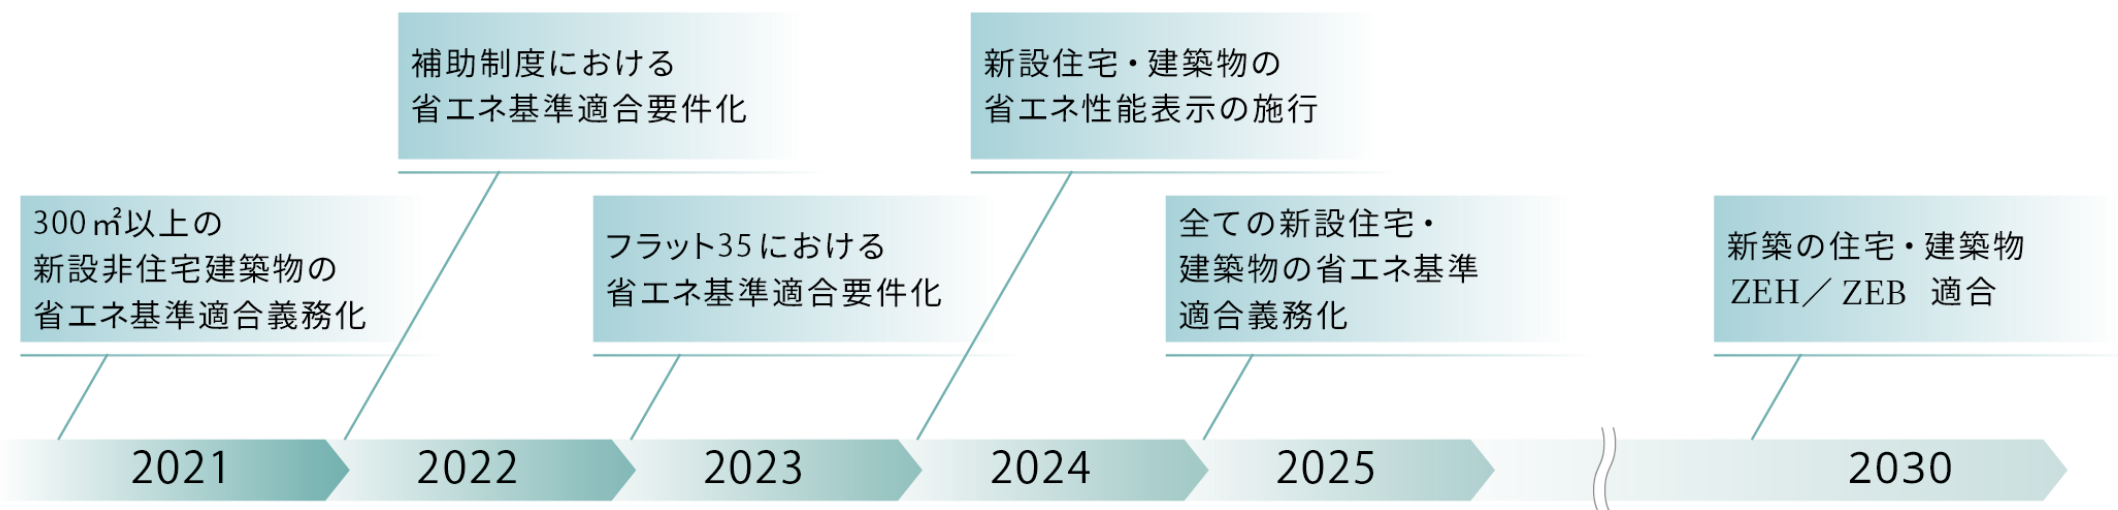 補助制度における
省エネ基準適合要件化
新設住宅・建築物の
省エネ性能表示の施行
300㎡以上の
新設非住宅建築物の
省エネ基準適合義務化
フラット35における
省エネ基準適合要件化
全ての新設住宅・
建築物の省エネ基準
適合義務化
新築の住宅・建築物
ZEH／ZEB 適合
2021
2022
2023
2024
2025
2030